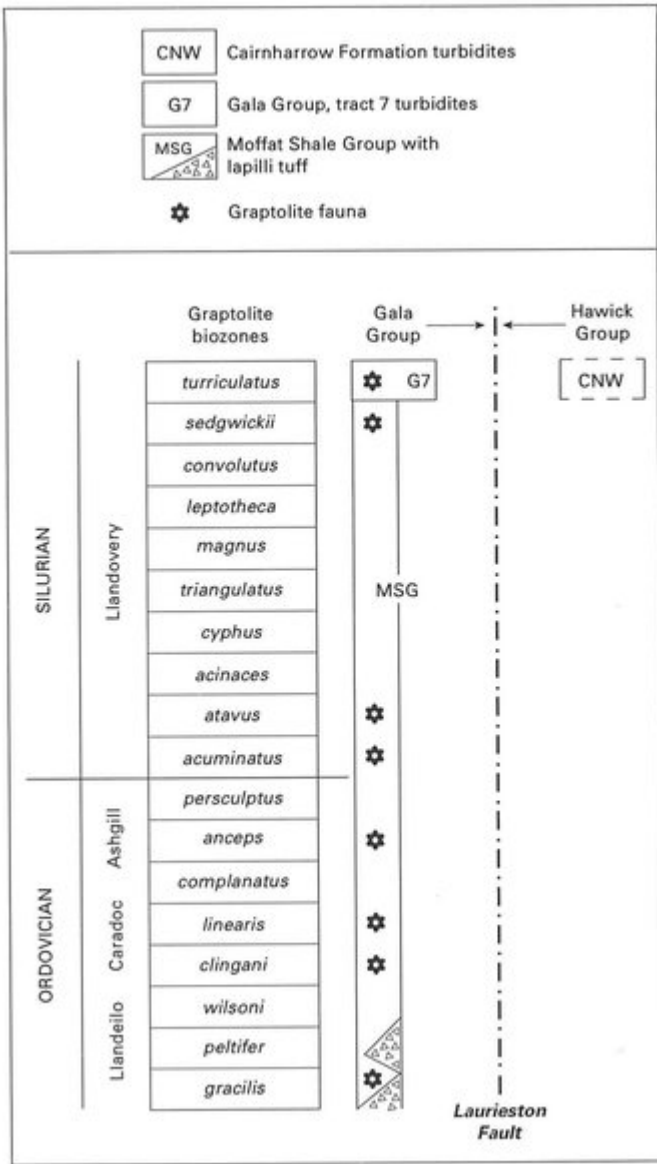 CNW Cairnharrow Formation turbidites
G7 Gala Group, tract 7 turbidites
MSG Moffat Shale Group with
lapilli tuff
Graptolite fauna
Graptolite
biozones
Gala
Group
Hawick
Group
SILURIAN
Llandovery
turriculatus
G7
CNW
sedgwickii
convolutus
leptotheca
magnus
triangulatus
MSG
cyphus
acinaces
atavus
acuminatus
ORDOVICIAN
Ashgill
persculptus
anceps
complanatus
Caradoc
linearis
clingani
Llandeilo
wilsoni
peltifer
gracilis
Laurieston
Fault